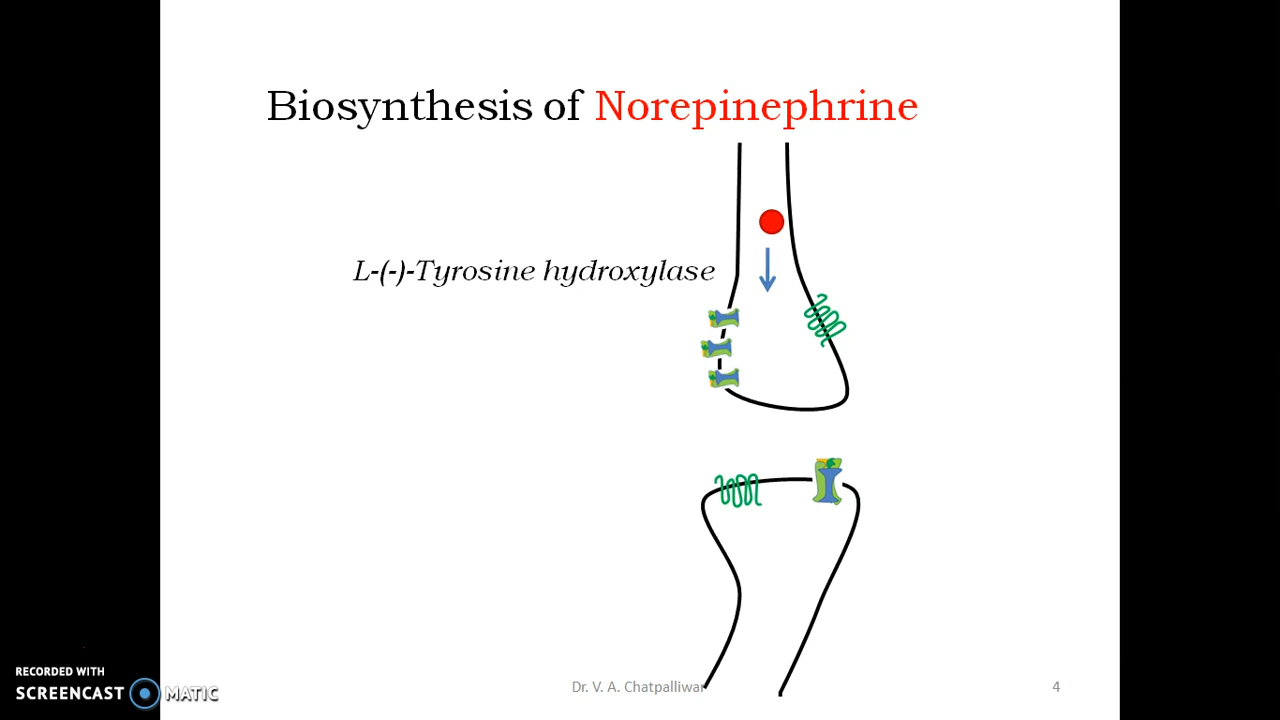 Biosynthesis of Norepinephrine
L-(-)-Tyrosine hydroxylase
RECORDED WITH
SCREENCAST MATIC
Dr. V. A. Chatpalliwar
4